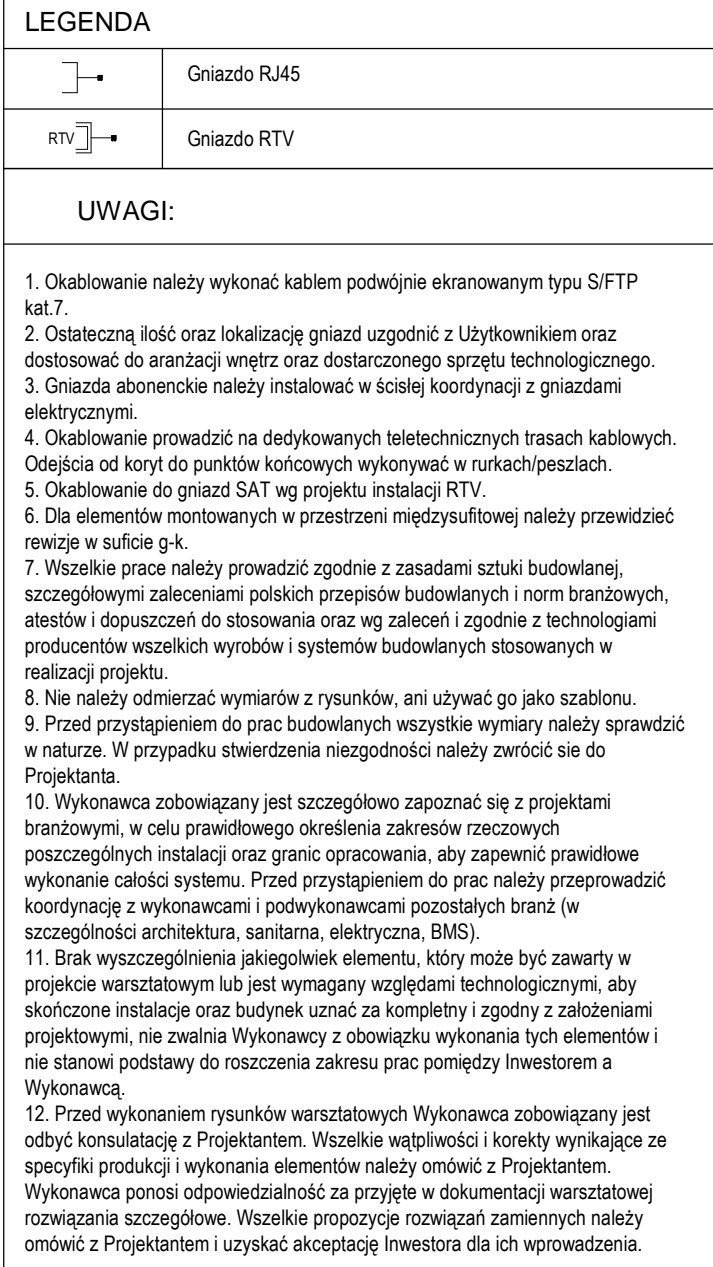 LEGENDA
Gniazdo RJ45
RTV Gniazdo RTV
UWAGI:
1. Okablowanie należy wykonać kablem podwójnie ekranowanym typu S/FTP
kat.7.
2. Ostateczną ilość oraz lokalizację gniazd uzgodnić z Użytkownikiem oraz
dostosować do aranżacji wnętrz oraz dostarczonego sprzętu technologicznego.
3. Gniazda abonenckie należy instalować w ścisłej koordynacji z gniazdami
elektrycznymi.
4. Okablowanie prowadzić na dedykowanych teletechnicznych trasach kablowych.
Odejścia od koryt do punktów końcowych wykonywać w rurkach/peszlach.
5. Okablowanie do gniazd SAT wg projektu instalacji RTV.
6. Dla elementów montowanych w przestrzeni międzysufitowej należy przewidzieć
rewizje w suficie g-k.
7. Wszelkie prace należy prowadzić zgodnie z zasadami sztuki budowlanej,
szczegółowymi zaleceniami polskich przepisów budowlanych i norm branżowych,
atestów i dopuszczeń do stosowania oraz wg zaleceń i zgodnie z technologiami
producentów wszelkich wyrobów i systemów budowlanych stosowanych w
realizacji projektu.
8. Nie należy odmierzać wymiarów z rysunków, ani używać go jako szablonu.
9. Przed przystąpieniem do prac budowlanych wszystkie wymiary należy sprawdzić
w naturze. W przypadku stwierdzenia niezgodności należy zwrócić sie do
Projektanta.
10. Wykonawca zobowiązany jest szczegółowo zapoznać się z projektami
branżowymi, w celu prawidłowego określenia zakresów rzeczowych
poszczególnych instalacji oraz granic opracowania, aby zapewnić prawidłowe
wykonanie całości systemu. Przed przystąpieniem do prac należy przeprowadzić
koordynację z wykonawcami i podwykonawcami pozostałych branż (w
szczególności architektura, sanitarna, elektryczna, BMS).
11. Brak wyszczególnienia jakiegolwiek elementu, który może być zawarty w
projekcie warsztatowym lub jest wymagany względami technologicznymi, aby
skończone instalacje oraz budynek uznać za kompletny i zgodny z założeniami
projektowymi, nie zwalnia Wykonawcy z obowiązku wykonania tych elementów i
nie stanowi podstawy do roszczenia zakresu prac pomiędzy Inwestorem a
Wykonawcą.
12. Przed wykonaniem rysunków warsztatowych Wykonawca zobowiązany jest
odbyć konsulatację z Projektantem. Wszelkie wątpliwości i korekty wynikające ze
specyfiki produkcji i wykonania elementów należy omówić z Projektantem.
Wykonawca ponosi odpowiedzialność za przyjęte w dokumentacji warsztatowej
rozwiązania szczegółowe. Wszelkie propozycje rozwiązań zamiennych należy
omówić z Projektantem i uzyskać akceptację Inwestora dla ich wprowadzenia.